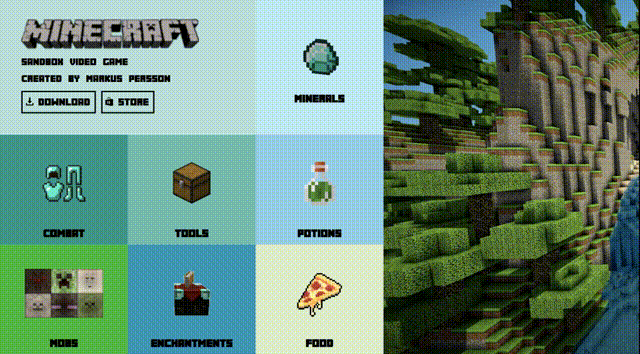 MINECRAFT
SANDBOX VIDEO GAME
CREATED BY MARKUS PERSSON
DOWNLOAD
STORE
MINERALS
COMBAT
TOOLS
POTIONS
MOBS
ENCHANTMENTS
FOOD